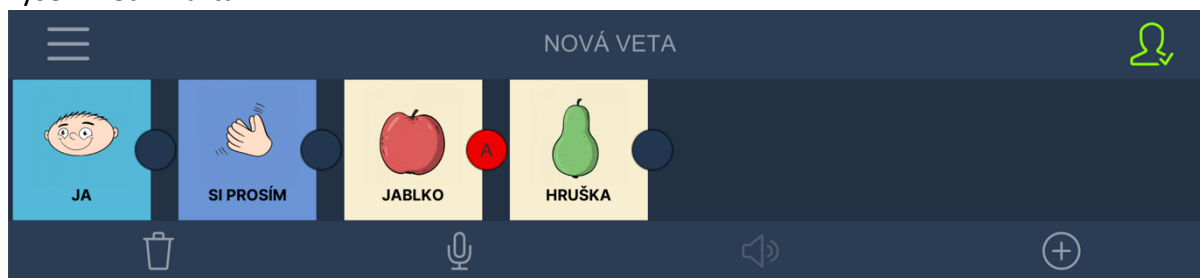 NOVÁ VETA
JA
SI PROSÍM
JABLKO
A
HRUŠKA